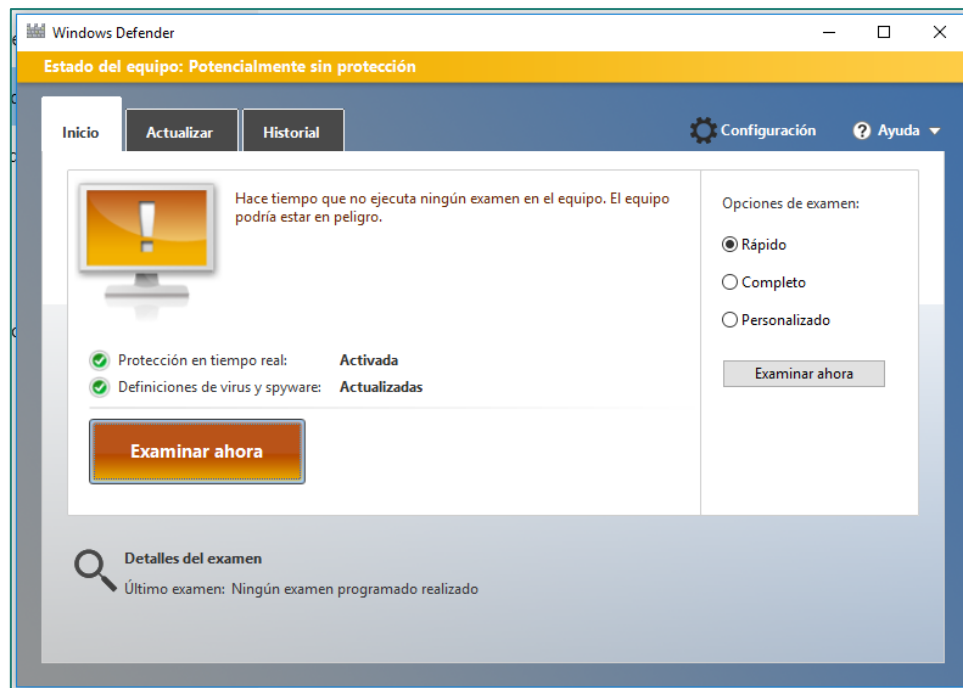 Windows Defender
Estado del equipo: Potencialmente sin protección
Inicio
Actualizar
Historial
Configuración
Ayuda
Hace tiempo que no ejecuta ningún examen en el equipo. El equipo
podría estar en peligro.
Protección en tiempo real: Activada
Definiciones de virus y spyware: Actualizadas
Examinar ahora
Opciones de examen:
Rápido
Completo
Personalizado
Examinar ahora
Detalles del examen
Último examen: Ningún examen programado realizado